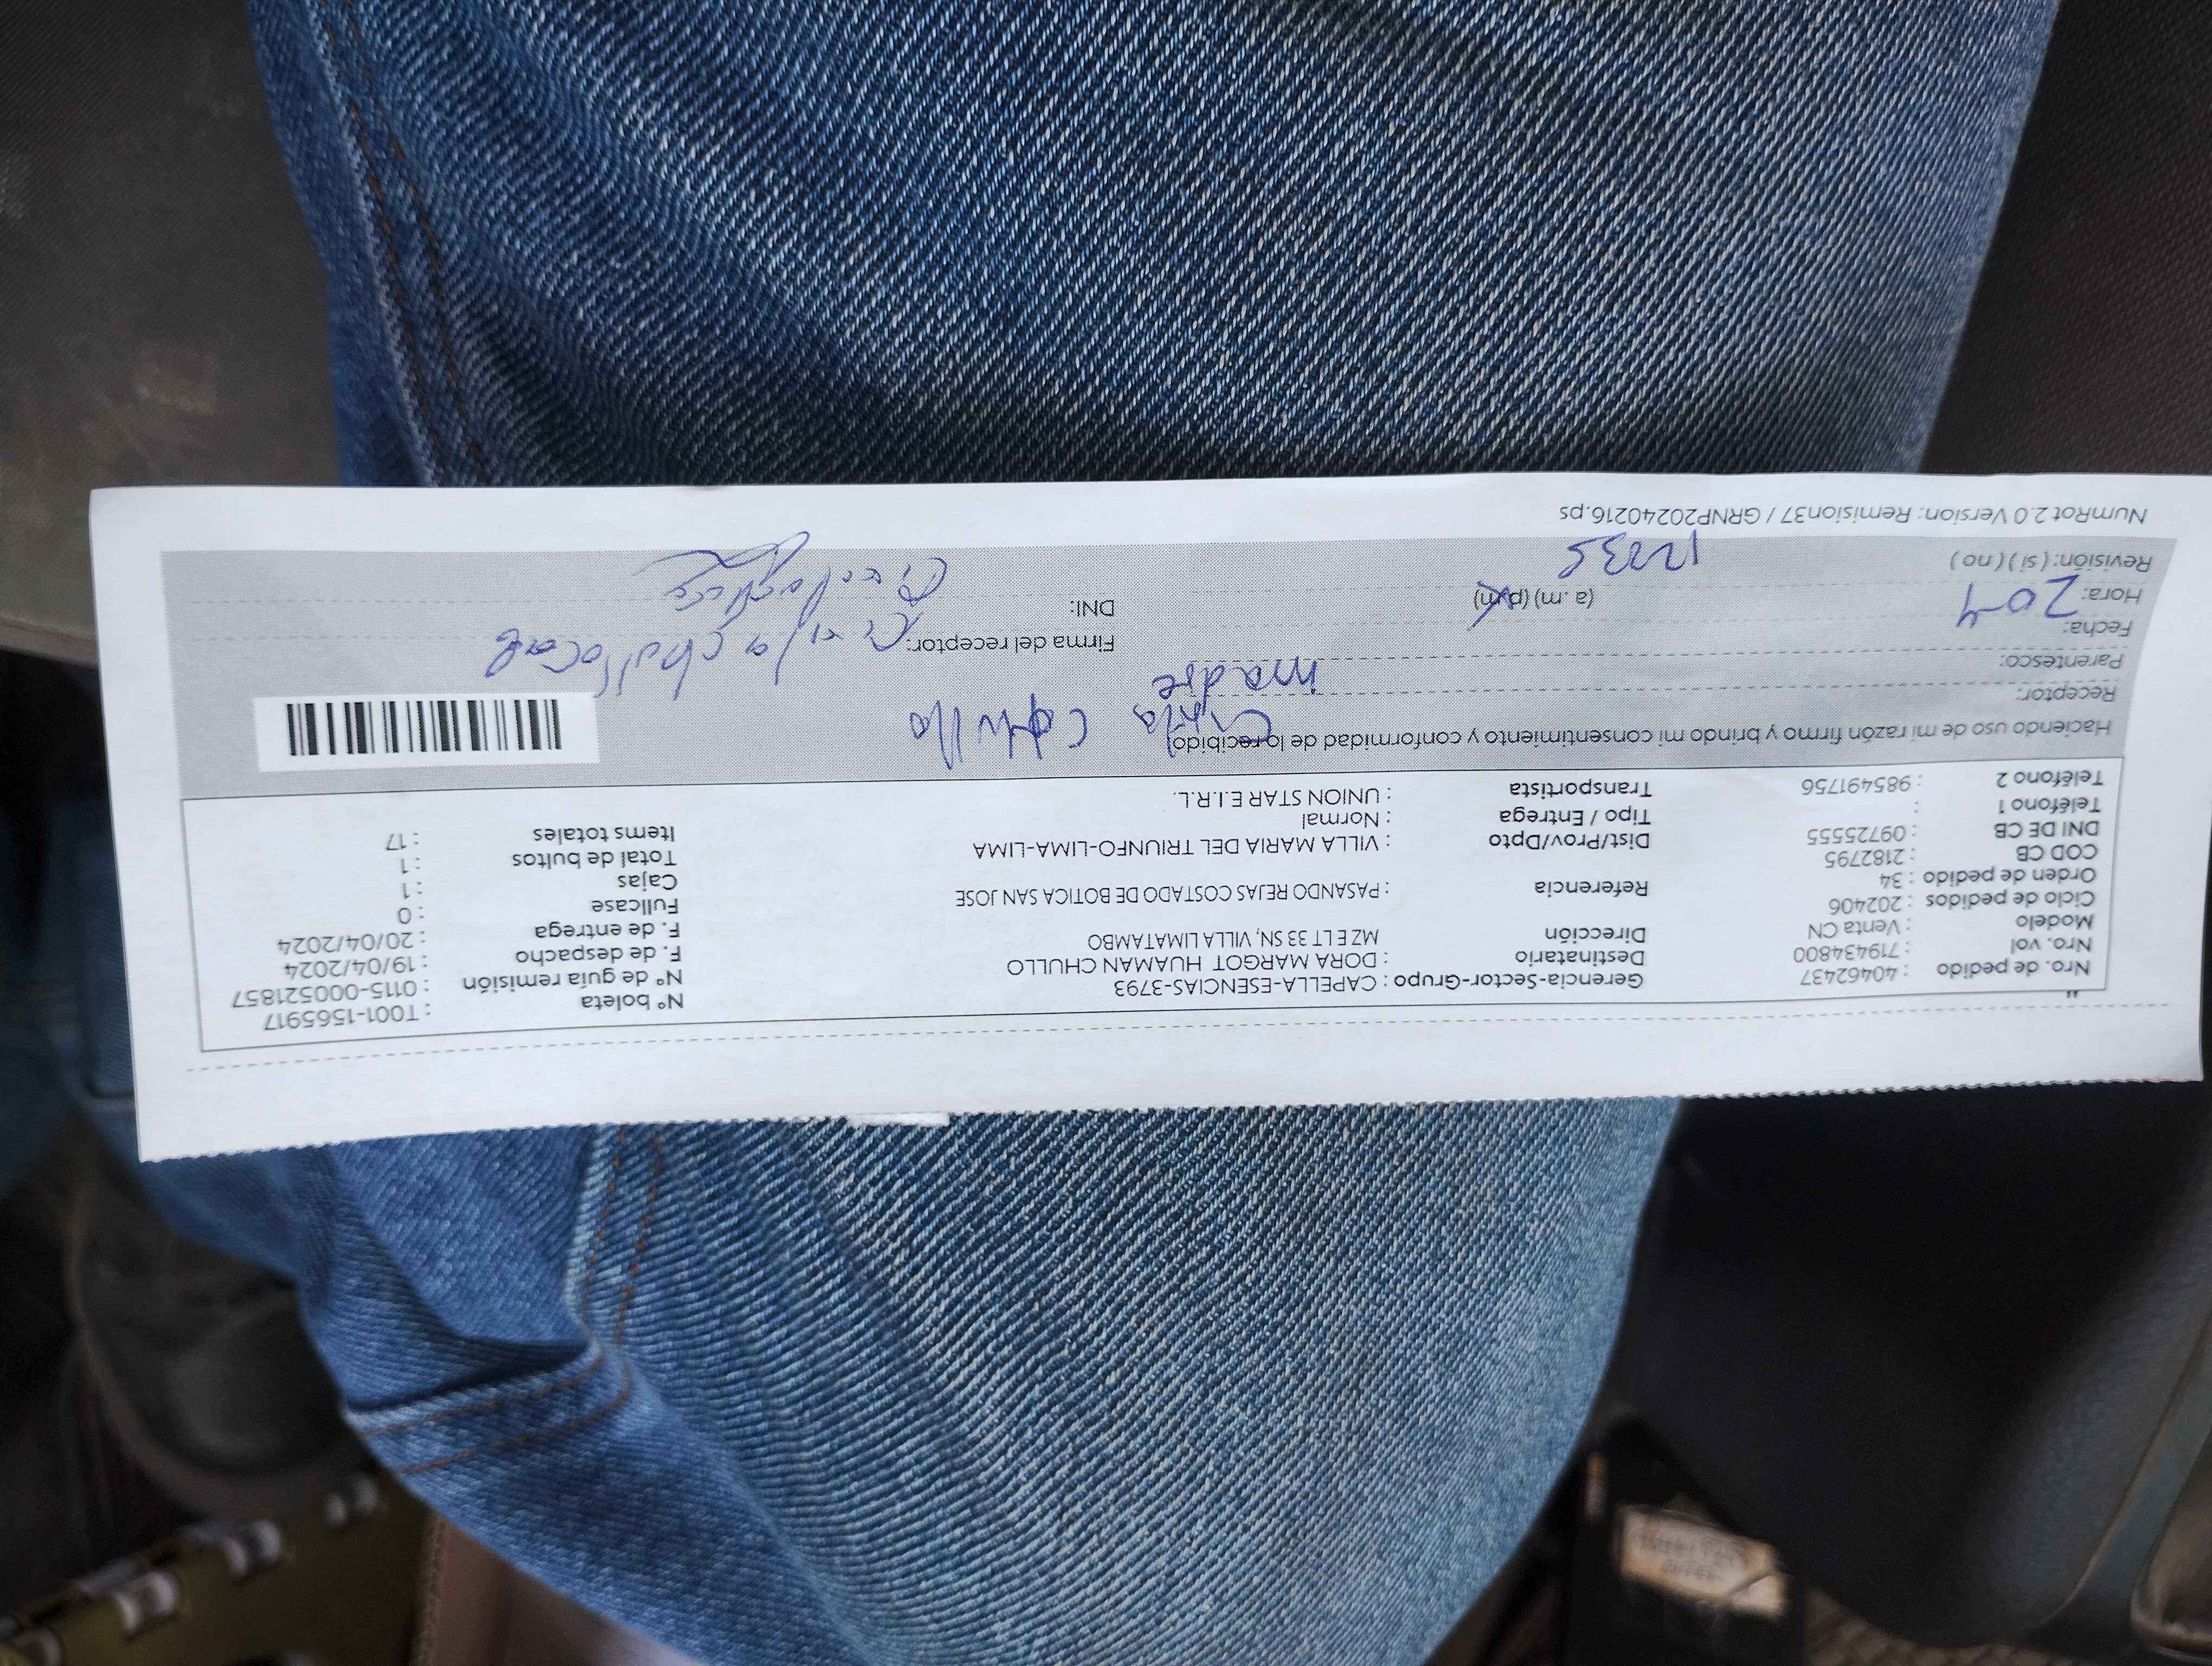 Nro. de pedido : 40462437
Nro. vol : 71934800
Modelo : Venta CN
Ciclo de pedidos : 202406
Orden de pedido : 34
COD CB : 2182795
DNI DE CB : 09725555
Teléfono 1 :
Teléfono 2 : 985491756
Gerencia-Sector-Grupo : CAPELLA-ESENCIAS-3793
Destinatario : DORA MARGOT HUAMAN CHULLO
Dirección MZ E LT 33 SN, VILLA LIMATAMBO
Referencia : PASANDO REJAS COSTADO DE BOTICA SAN JOSE
Dist/Prov/Dpto : VILLA MARIA DEL TRIUNFO-LIMA-LIMA
Tipo / Entrega : Normal
Transportista : UNION STAR E.I.R.L.
Nº boleta : T001-1565917
Nº de guía remisión : 0115-000521857
F. de despacho : 19/04/2024
F. de entrega : 20/04/2024
Fullcase : 0
Cajas : 1
Total de bultos : 1
Items totales : 17
Haciendo uso de mi razón firmo y brindo mi consentimiento y conformidad de lo recibido
Receptor:
Parentesco: madre
Fecha: 204
Hora: (a.m) (p.m)
Revisión: ( si ) ( no )
Firma del receptor:
DNI:
NumRot 2.0 Version: Remision37 / GRNP20240216.ps